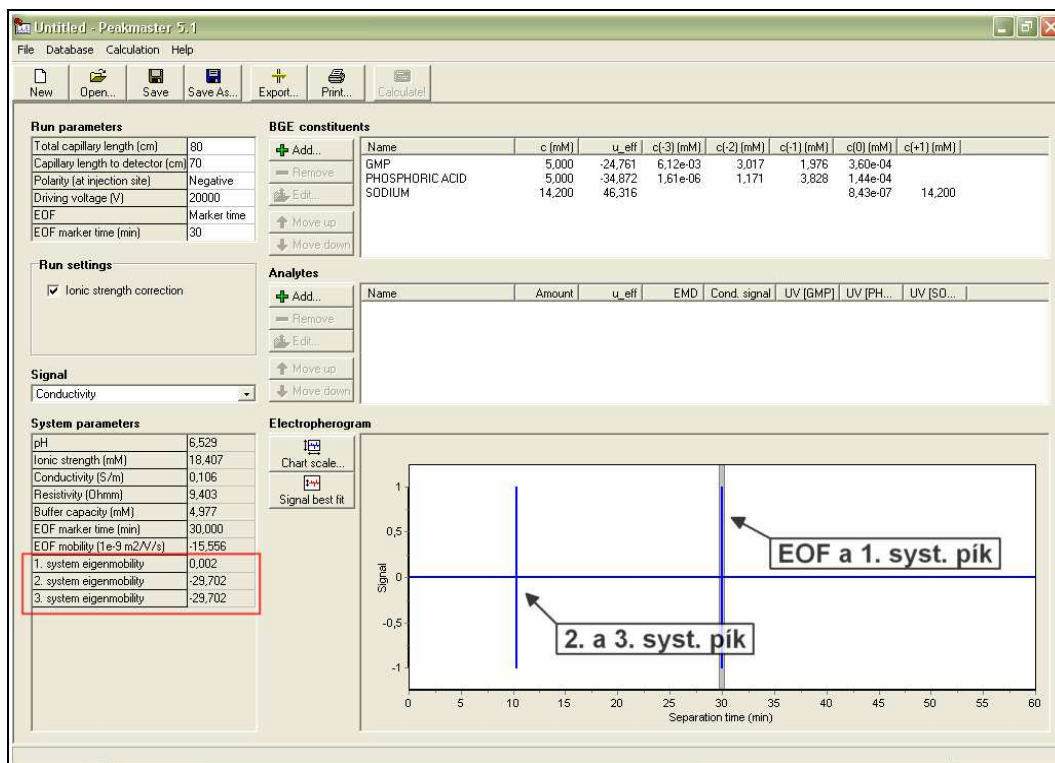 Untitled - Peakmaster 5.1
File Database Calculation Help
New Open... Save Save As... Export... Print... Calculate!
Run parameters
Total capillary length (cm) 80
Capillary length to detector (cm) 70
Polarity (at injection site) Negative
Driving voltage (V) 20000
EOF Marker time
EOF marker time (min) 30
Run settings
Ionic strength correction
Signal
Conductivity
System parameters
pH 6,529
Ionic strength (mM) 18,407
Conductivity (S/m) 0,106
Resistivity (Ohmm) 9,403
Buffer capacity (mM) 4,977
EOF marker time (min) 30,000
EOF mobility (1e-9 m2/V/s) -15,556
1. system eigenmobility 0,002
2. system eigenmobility -29,702
3. system eigenmobility -29,702
BGE constituents
Add...
Remove
Edit...
Move up
Move down
Name c (mM) u_eff c(-3) (mM) c(-2) (mM) c(-1) (mM) c(0) (mM) c(+1) (mM)
GMP 5,000 -24,761 6,12e-03 3,017 1,976 3,60e-04
PHOSPHORIC ACID 5,000 -34,872 1,61e-06 1,171 3,828 1,44e-04
SODIUM 14,200 46,316 8,43e-07 14,200
Analytes
Add...
Remove
Edit...
Move up
Move down
Name Amount u_eff EMD Cond. signal UV [GMP] UV [PH... UV [SO...
Electropherogram
Chart scale...
Signal best fit
Signal
1
0,5
0
-0,5
-1
EOF a 1. syst. pík
2. a 3. syst. pík
0 5 10 15 20 25 30 35 40 45 50 55 60
Separation time (min)